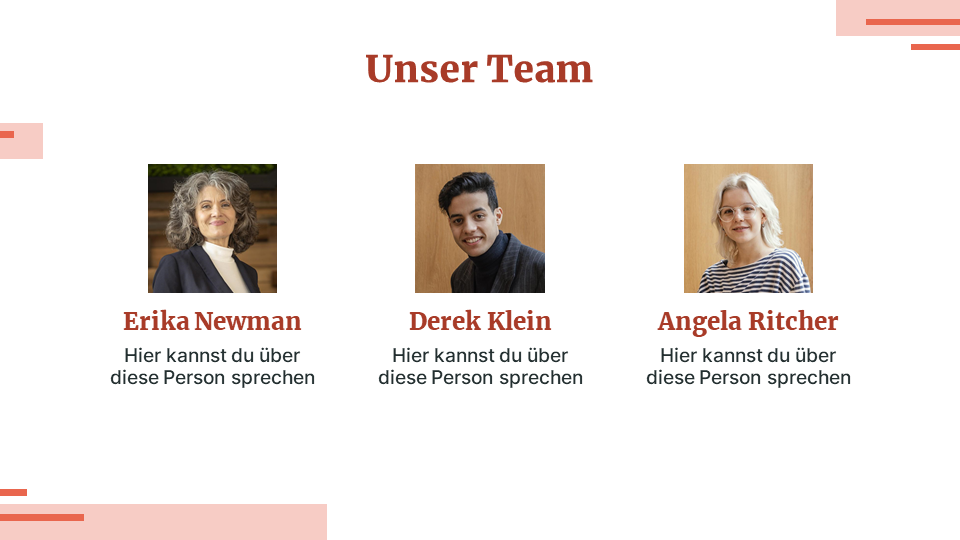 Unser Team
Erika Newman
Derek Klein
Angela Ritcher
Hier kannst du über
diese Person sprechen
Hier kannst du über
diese Person sprechen
Hier kannst du über
diese Person sprechen